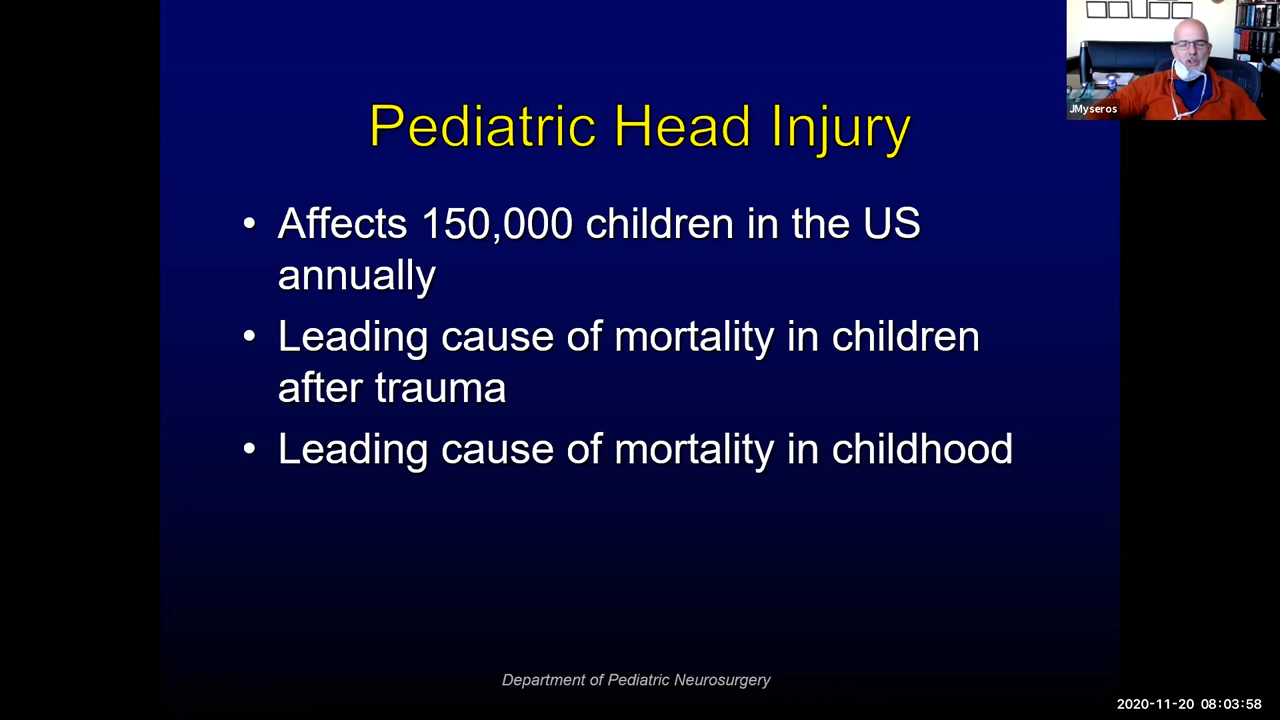 Pediatric Head Injury
• Affects 150,000 children in the US
annually
• Leading cause of mortality in children
after trauma
• Leading cause of mortality in childhood
Department of Pediatric Neurosurgery
JMyseros
2020-11-20 08:03:58